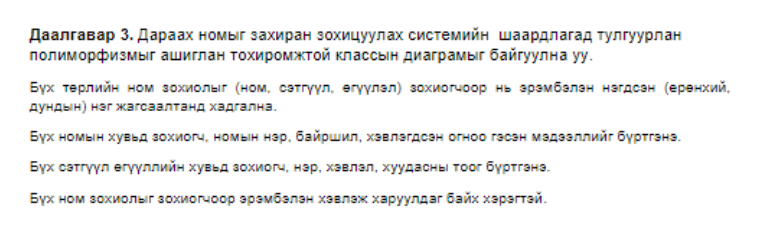 Даалгавар 3. Дараах номыг захиран зохицуулах системийн шаардлагад тулгуурлан
полиморфизмыг ашиглан тохиромжтой классын диаграмыг байгуулна уу.
Бүх төрлийн ном зохиолыг (ном, сэтгүүл, өгүүлэл) зохиогчоор нь эрэмбэлэн нэгдсэн (ерөнхий,
дундын) нэг жагсаалтанд хадгална.
Бүх номын хувьд зохиогч, номын нэр, байршил, хэвлэгдсэн огноо гэсэн мэдээллийг бүртгэнэ.
Бүх сэтгүүл өгүүллийн хувьд зохиогч, нэр, хэвлэл, хуудасны тоог бүртгэнэ.
Бүх ном зохиолыг зохиогчоор эрэмбэлэн хэвлэж харуулдаг байх хэрэгтэй.